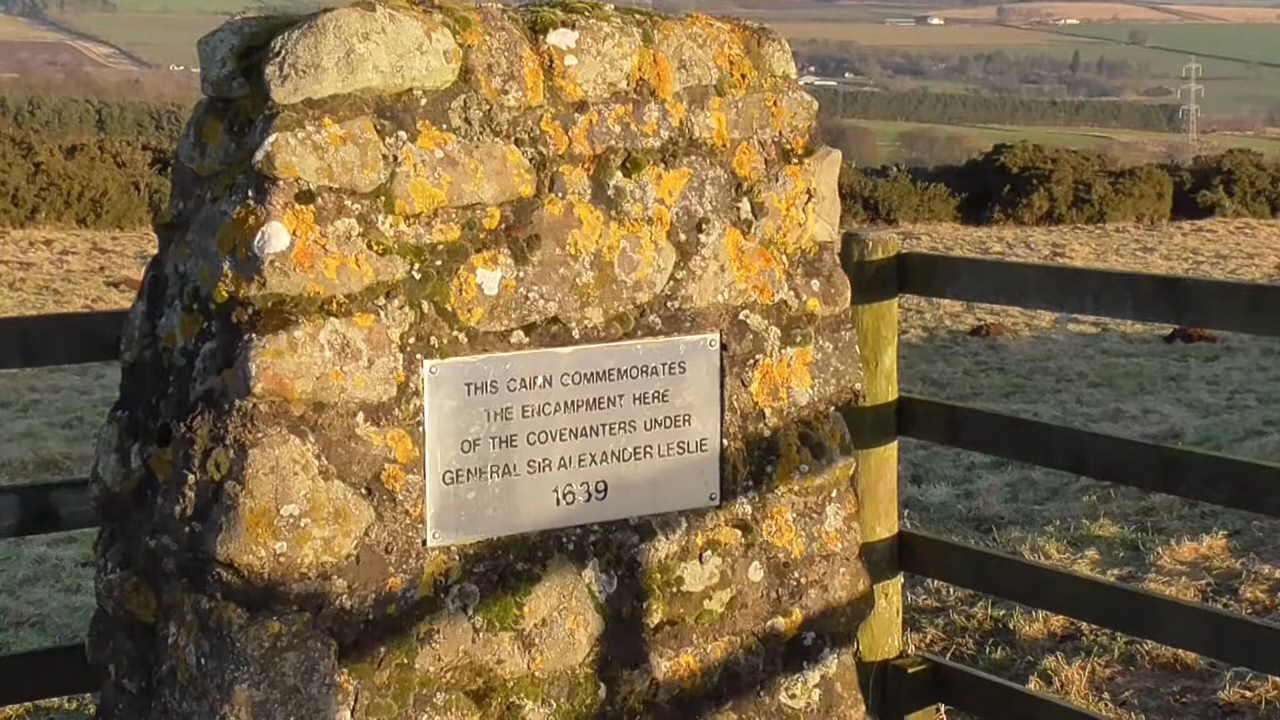 THIS CAIRN COMMEMORATES
THE ENCAMPMENT HERE
OF THE COVENANTERS UNDER
GENERAL SIR ALEXANDER LESLIE
1639